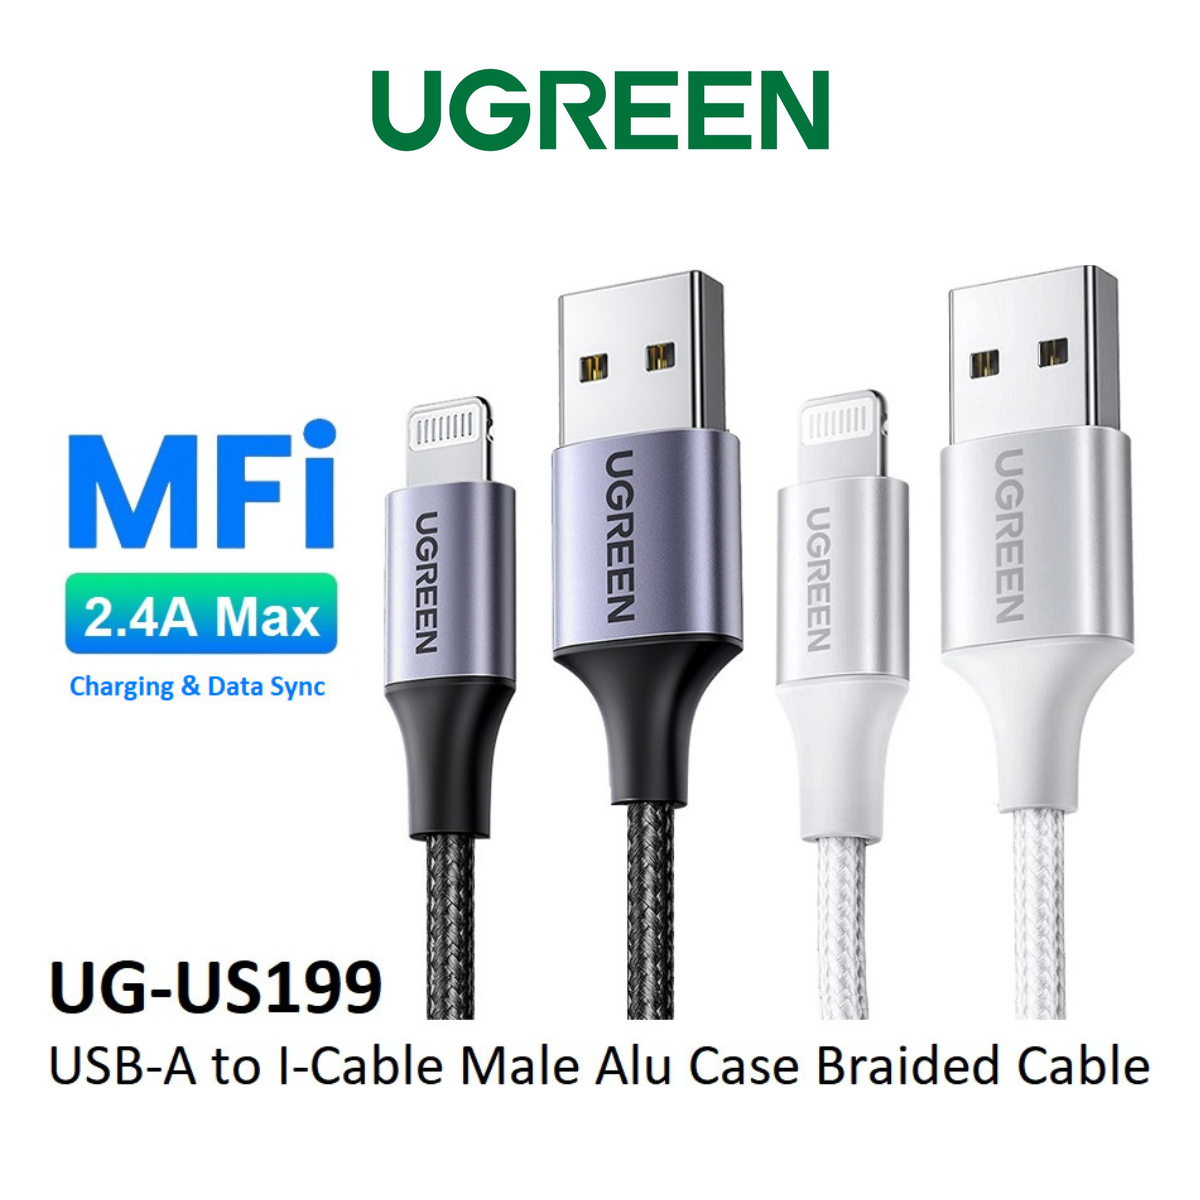 UGREEN
MFi
2.4A Max
Charging & Data Sync
UGREEN
UGREEN
UGREEN
UGREEN
UG-US199
USB-A to I-Cable Male Alu Case Braided Cable